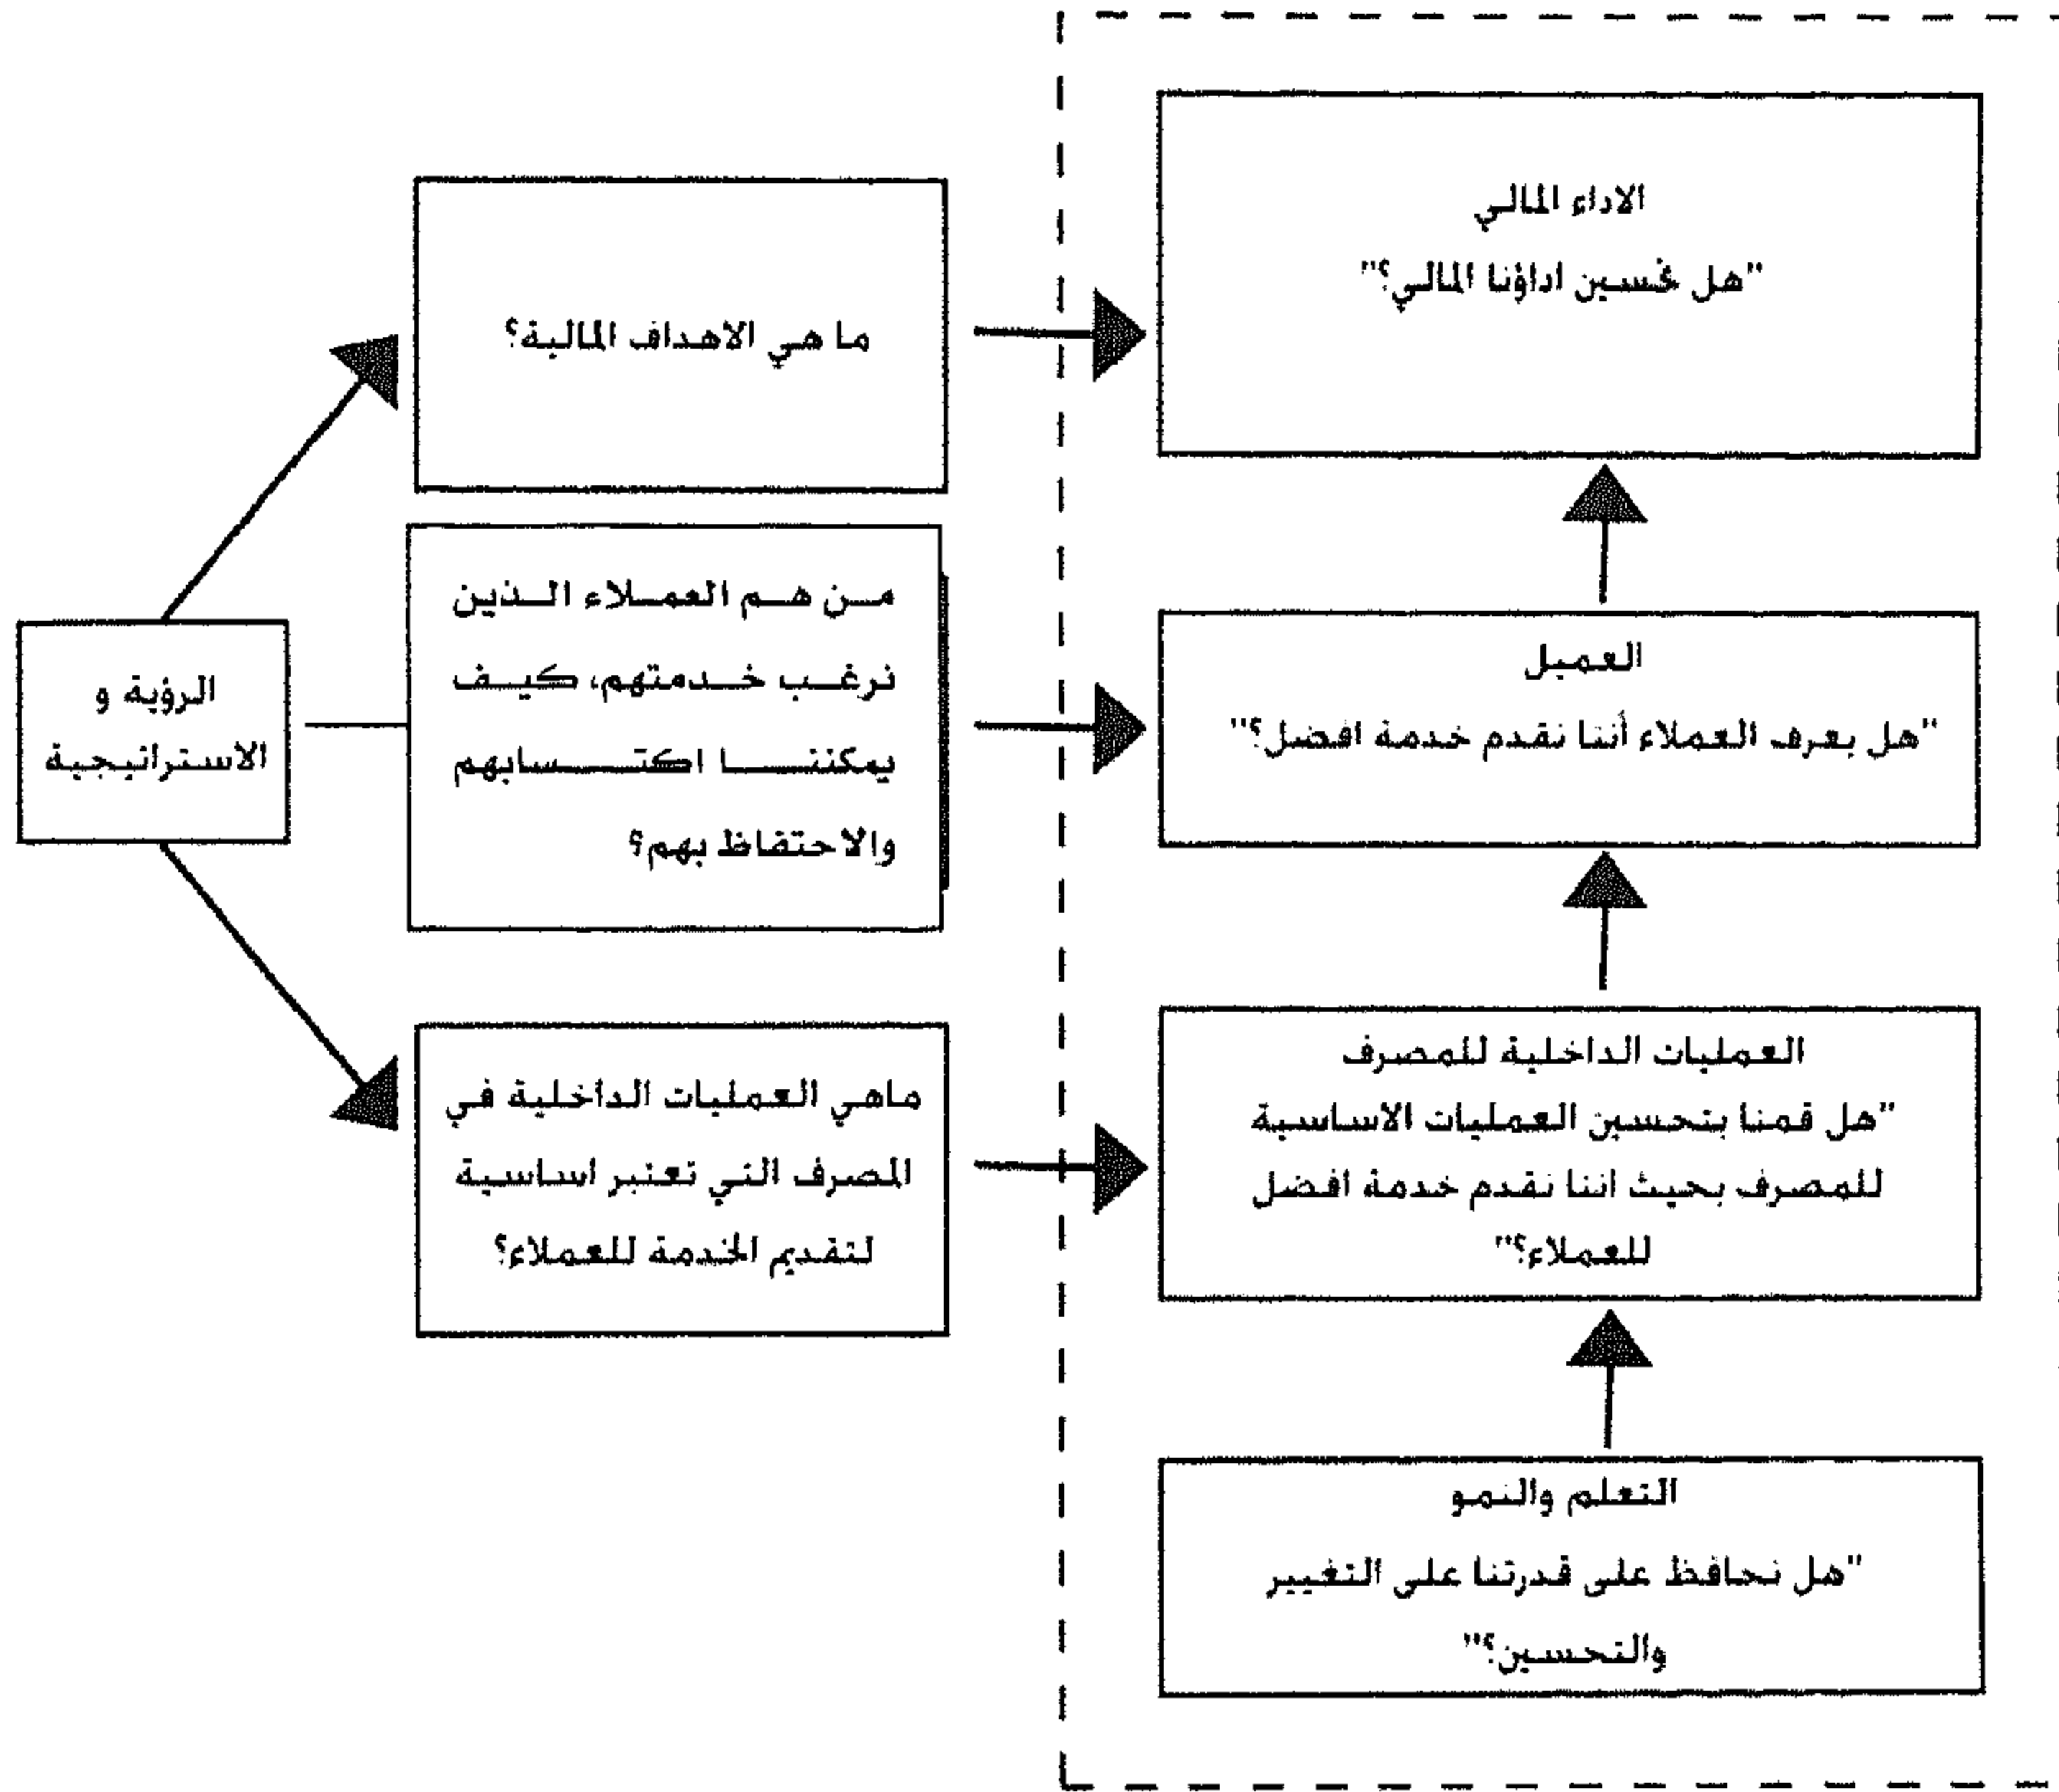 الاداء المالي
"هل تحسين اداؤنا المالي؟"
ما هي الاهداف المالية؟
العميل
"هل يعرف العملاء أننا نقدم خدمة افضل؟"
من هم العملاء الذين
نرغب خدمتهم، كيف
يمكننا اكتسابهم
والاحتفاظ بهم؟
الرؤية و
الاستراتيجية
العمليات الداخلية للمصرف
"هل قمنا بتحسين العمليات الاساسية
للمصرف بحيث اننا نقدم خدمة افضل
للعملاء؟"
ماهي العمليات الداخلية في
المصرف التي تعتبر اساسية
لتقديم الخدمة للعملاء؟
التعلم والنمو
"هل نحافظ على قدرتنا على التغيير
والتحسين؟"